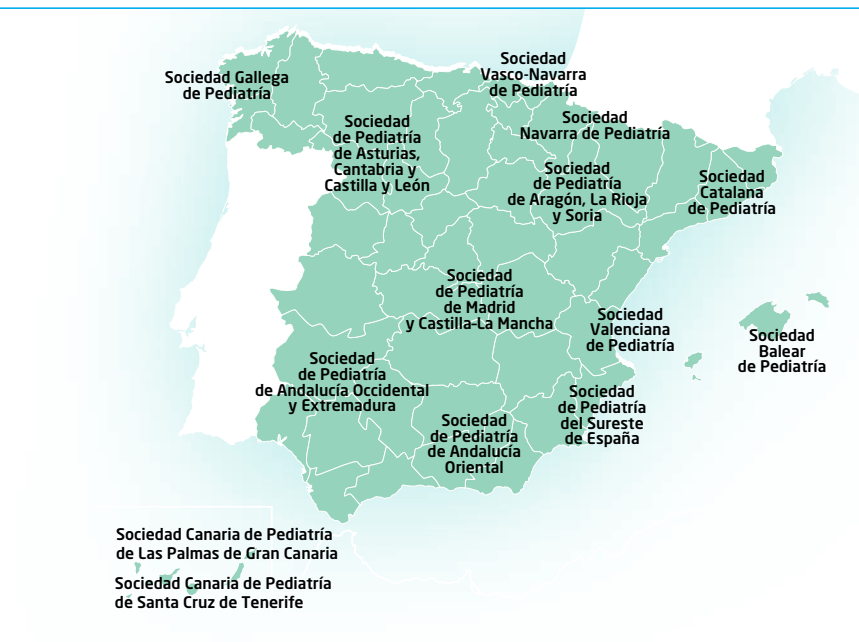 Sociedad Gallega
de Pediatría
Sociedad
Vasco-Navarra
de Pediatría
Sociedad
de Pediatría
de Asturias,
Cantabria y
Castilla y León
Sociedad
Navarra de Pediatría
Sociedad
de Pediatría
de Aragón, La Rioja
y Soria
Sociedad
Catalana
de Pediatría
Sociedad
de Pediatría
de Madrid
y Castilla-La Mancha
Sociedad
Valenciana
de Pediatría
Sociedad
Balear
de Pediatría
Sociedad
de Pediatría
de Andalucía Occidental
y Extremadura
Sociedad
de Pediatría
de Andalucía
Oriental
Sociedad
de Pediatría
del Sureste
de España
Sociedad Canaria de Pediatría
de Las Palmas de Gran Canaria
Sociedad Canaria de Pediatría
de Santa Cruz de Tenerife